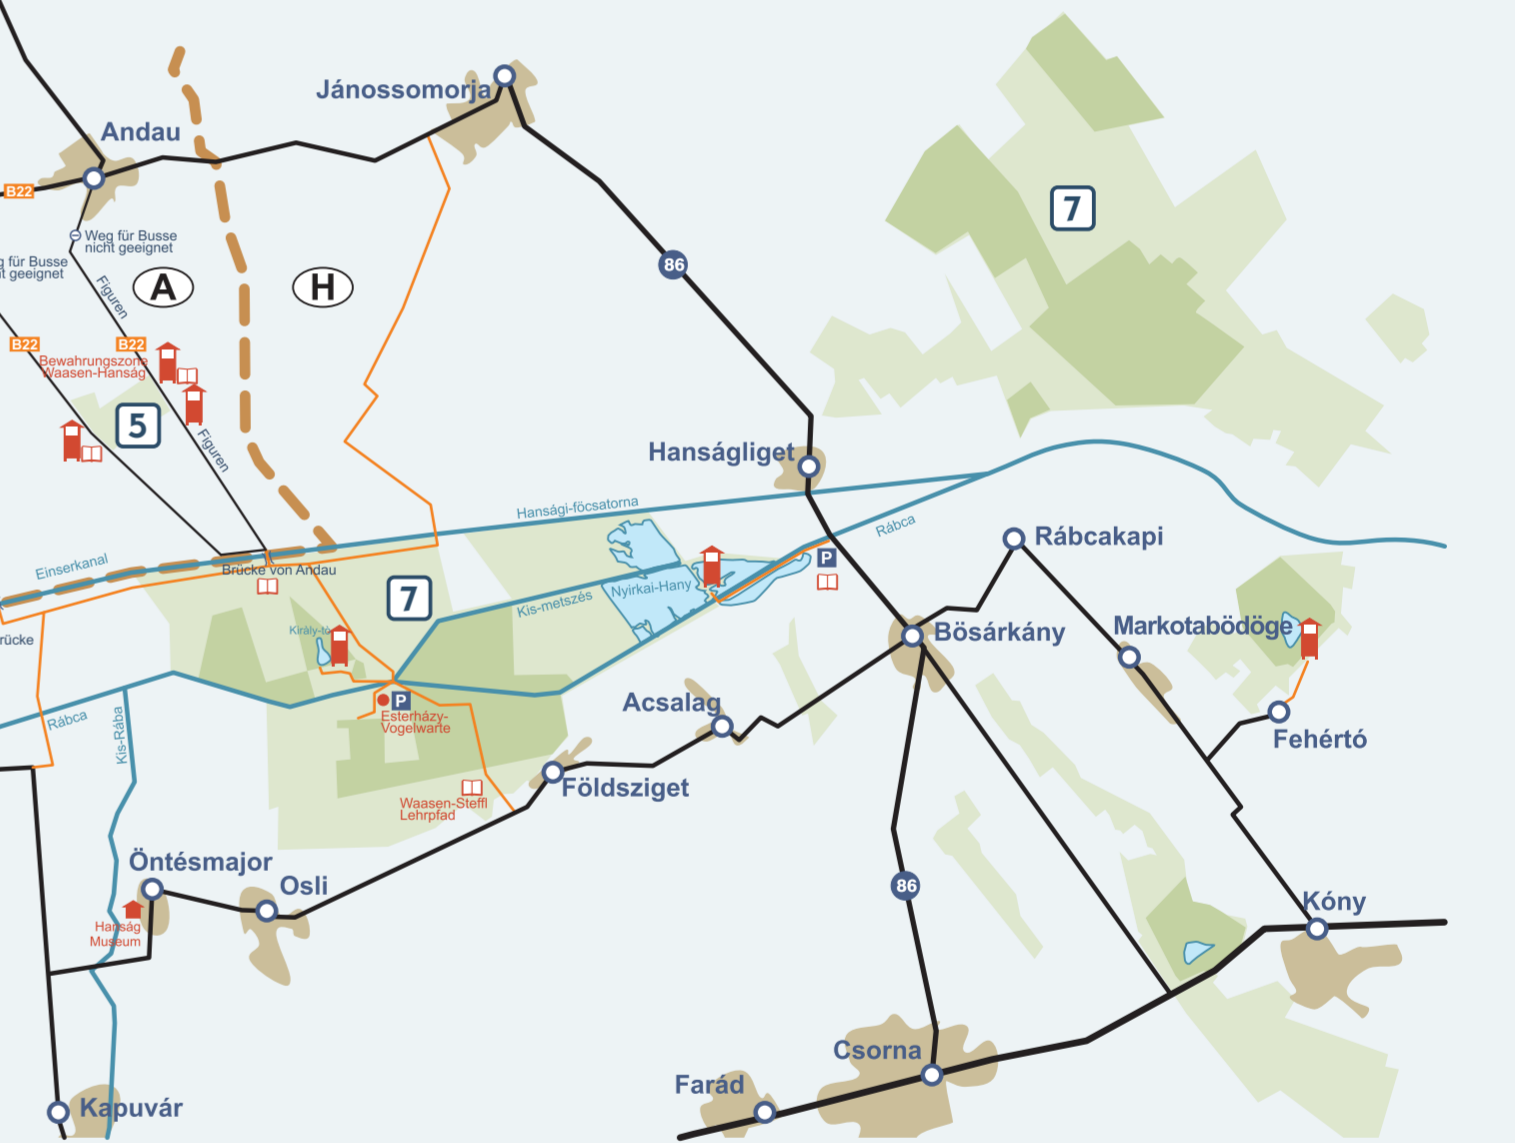 Jánossomorja
Andau
B22
7
Weg für Busse
nicht geeignet
g für Busse
t geeignet
86
A
H
Figuren
B22
B22
Bewahrungszone
Waasen-Hanság
5
Figuren
Hanságliget
Hansági-föcsatorna
Rábca
Einserkanal
Brücke von Andau
P
Rábcakapi
Kis-metszés
Nyirkai-Hany
7
Király-tó
rücke
Bösárkány
Markotabödöge
P
Rábca
Kis-Rába
Esterházy-
Vogelwarte
Acsalag
Fehértó
Földsziget
Waasen-Steffl
Lehrpfad
Öntésmajor
Osli
86
Kóny
Hanság
Museum
Csorna
Farád
Kapuvár